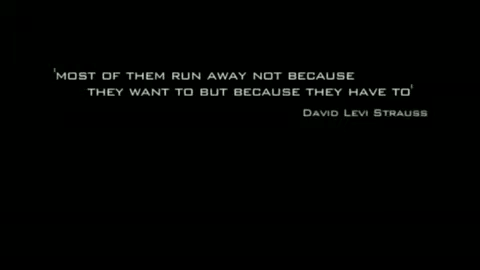 'MOST OF THEM RUN AWAY NOT BECAUSE
THEY WANT TO BUT BECAUSE THEY HAVE TO'
DAVID LEVI STRAUSS